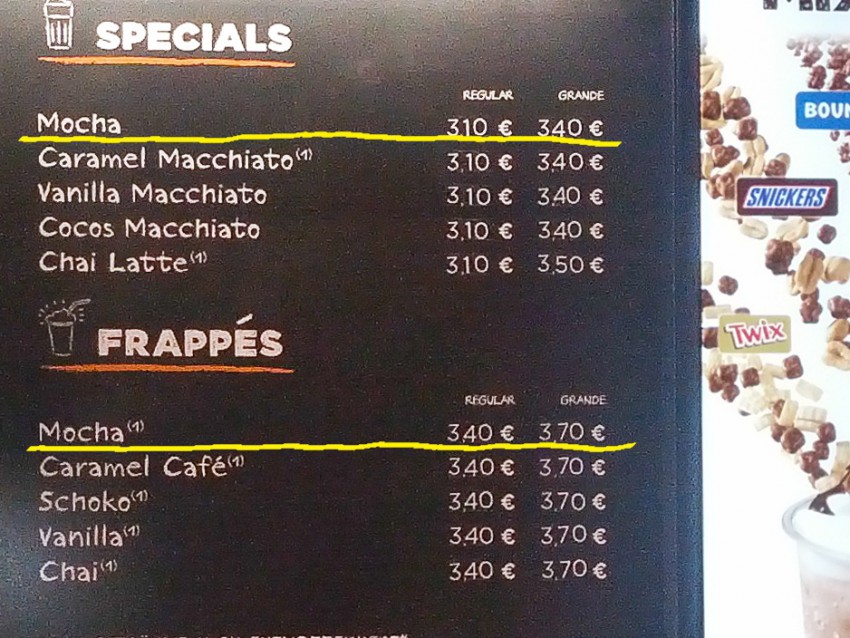 SPECIALS
REGULAR GRANDE
Mocha 3,10 € 3,40 €
Caramel Macchiato(1) 3,10 € 3,40 €
Vanilla Macchiato 3,10 € 3,40 €
Cocos Macchiato 3,10 € 3,40 €
Chai Latte(1) 3,10 € 3,50 €
FRAPPÉS
REGULAR GRANDE
Mocha(1) 3,40 € 3,70 €
Caramel Café(1) 3,40 € 3,70 €
Schoko(1) 3,40 € 3,70 €
Vanilla(1) 3,40 € 3,70 €
Chai(1) 3,40 € 3,70 €
BOUN
SNICKERS
Twix